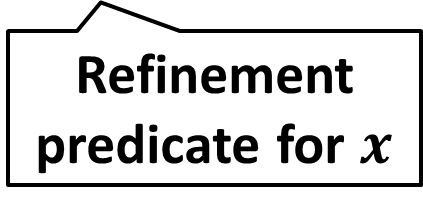 Refinement
predicate for x